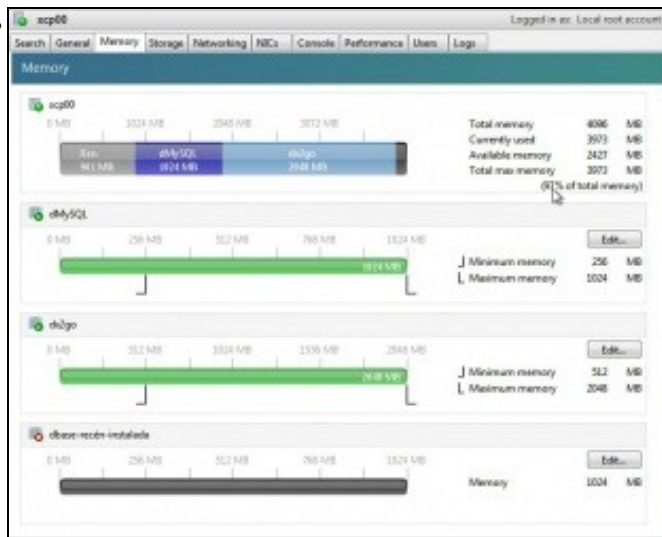 xcp00
Logged in as: Local root account
Search General Memory Storage Networking NICs Console Performance Users Logs
Memory
xcp00
0 MB 1024 MB 2048 MB 3072 MB
Xen dMySQL ds2go
901 MB 1024 MB 2048 MB
Total memory 4096 MB
Currently used 3973 MB
Available memory 2427 MB
Total max memory 3973 MB
% of total memory)
dMySQL
0 MB 256 MB 512 MB 768 MB 1024 MB
Edit...
1024 MB
Minimum memory 256 MB
Maximum memory 1024 MB
ds2go
0 MB 512 MB 1024 MB 1536 MB 2048 MB
Edit...
2048 MB
Minimum memory 512 MB
Maximum memory 2048 MB
dbase-recén-instalada
0 MB 256 MB 512 MB 768 MB 1024 MB
Edit...
Memory 1024 MB